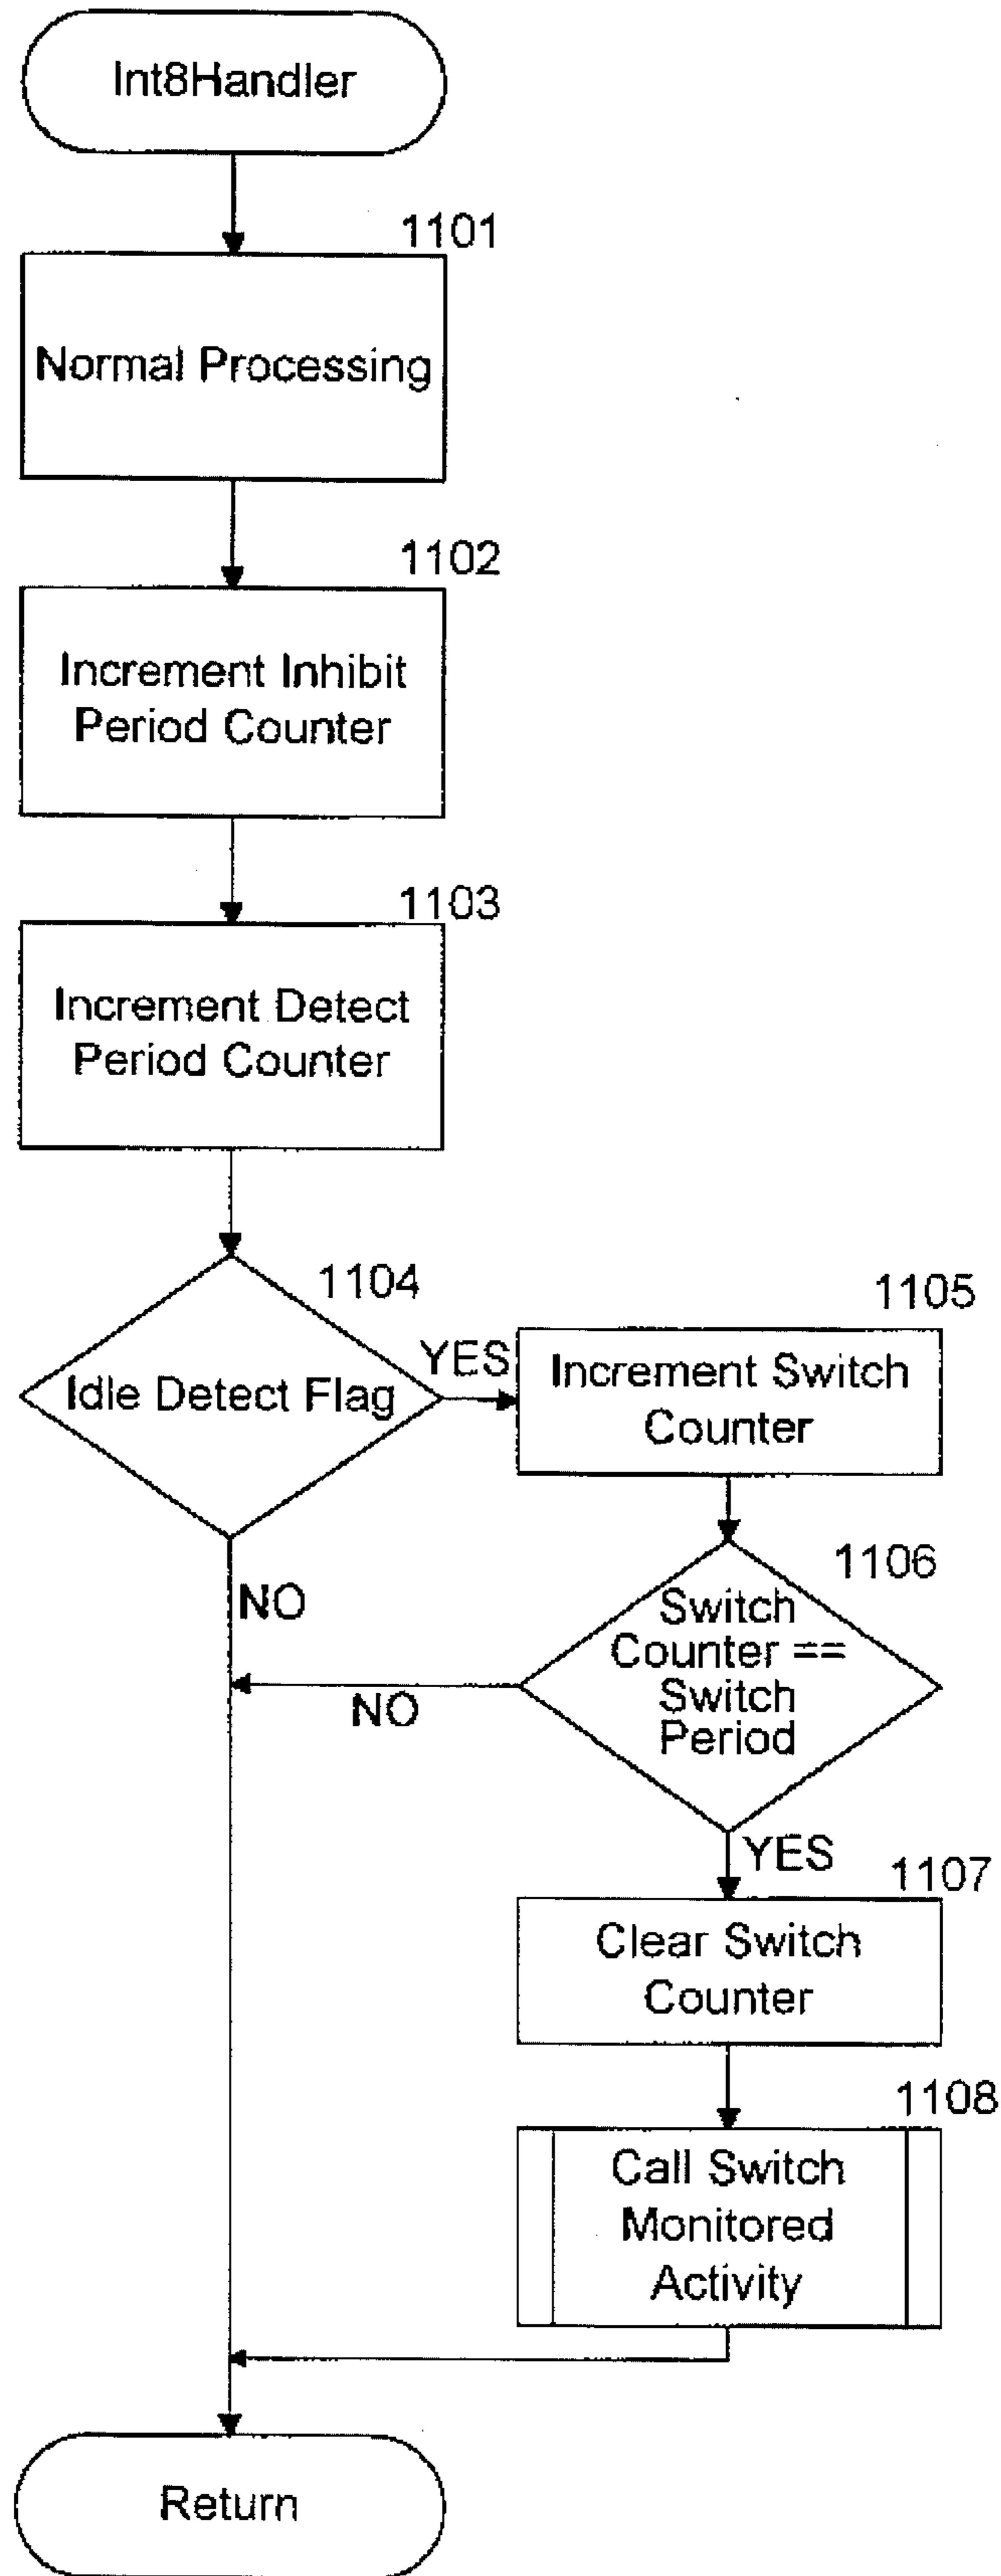 Int8Handler
1101
Normal Processing
1102
Increment Inhibit
Period Counter
1103
Increment Detect
Period Counter
1104
Idle Detect Flag
YES
NO
1105
Increment Switch
Counter
1106
Switch
Counter ==
Switch
Period
NO
YES
1107
Clear Switch
Counter
1108
Call Switch
Monitored
Activity
Return